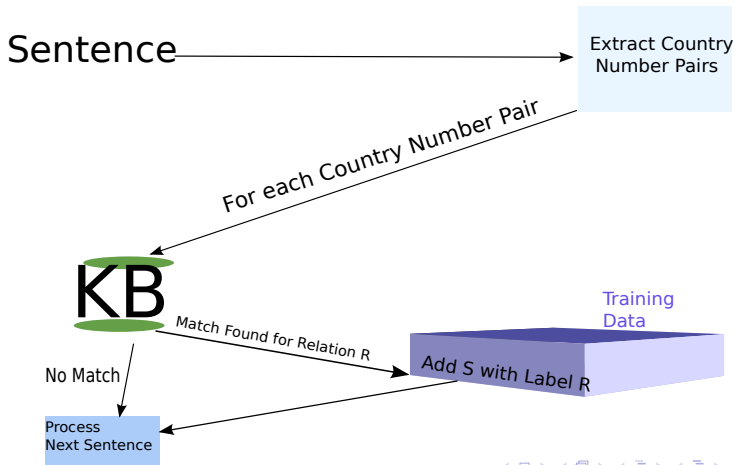 Sentence
Extract Country
Number Pairs
For each Country Number Pair
KB
Match Found for Relation R
Training
Data
Add S with Label R
No Match
Process
Next Sentence